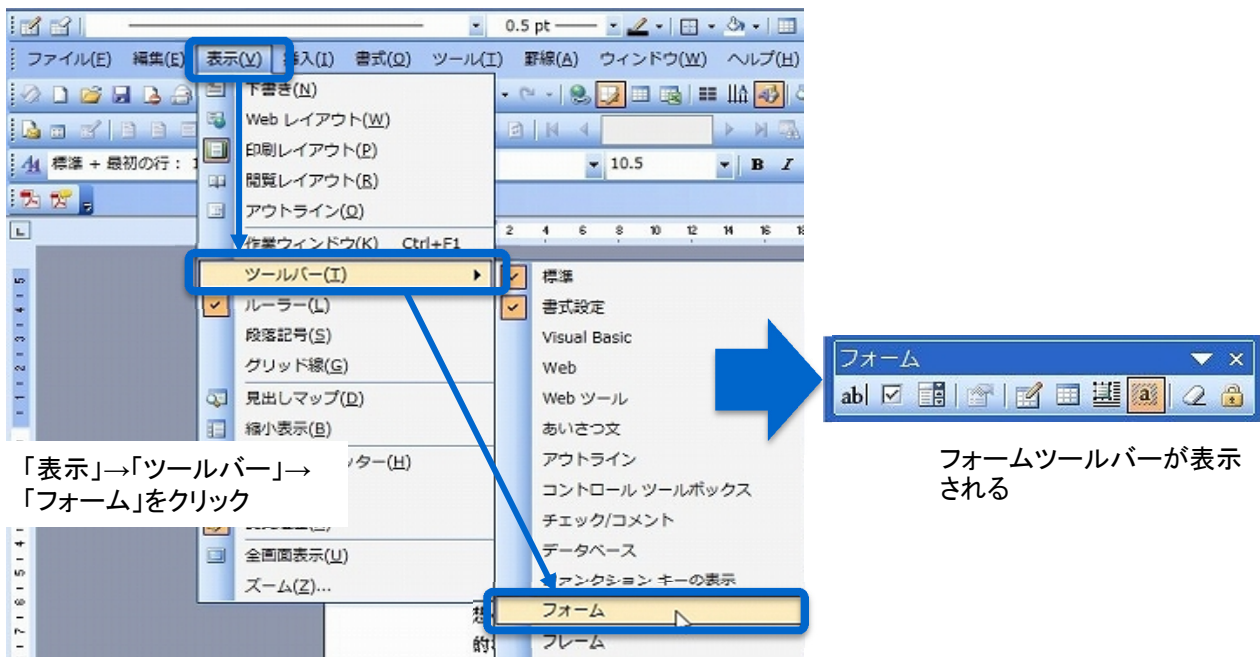 0.5 pt
ファイル(F) 編集(E) 表示(V) 挿入(I) 書式(O) ツール(T) 罫線(A) ウィンドウ(W) ヘルプ(H)
標準 + 最初の行: 10.5 B I
下書き(N)
Web レイアウト(W)
印刷レイアウト(P)
閲覧レイアウト(R)
アウトライン(O)
作業ウィンドウ(K) Ctrl+F1
ツールバー(T)
ルーラー(L)
段落記号(S)
グリッド線(G)
見出しマップ(D)
縮小表示(B)
ッター(H)
全画面表示(U)
ズーム(Z)...
2 4 6 8 10 12 14 16
標準
書式設定
Visual Basic
Web
Web ツール
あいさつ文
アウトライン
コントロール ツールボックス
チェック/コメント
データベース
ファンクション キーの表示
フォーム
フレーム
「表示」→「ツールバー」→
「フォーム」をクリック
フォーム
ab
a
フォームツールバーが表示
される